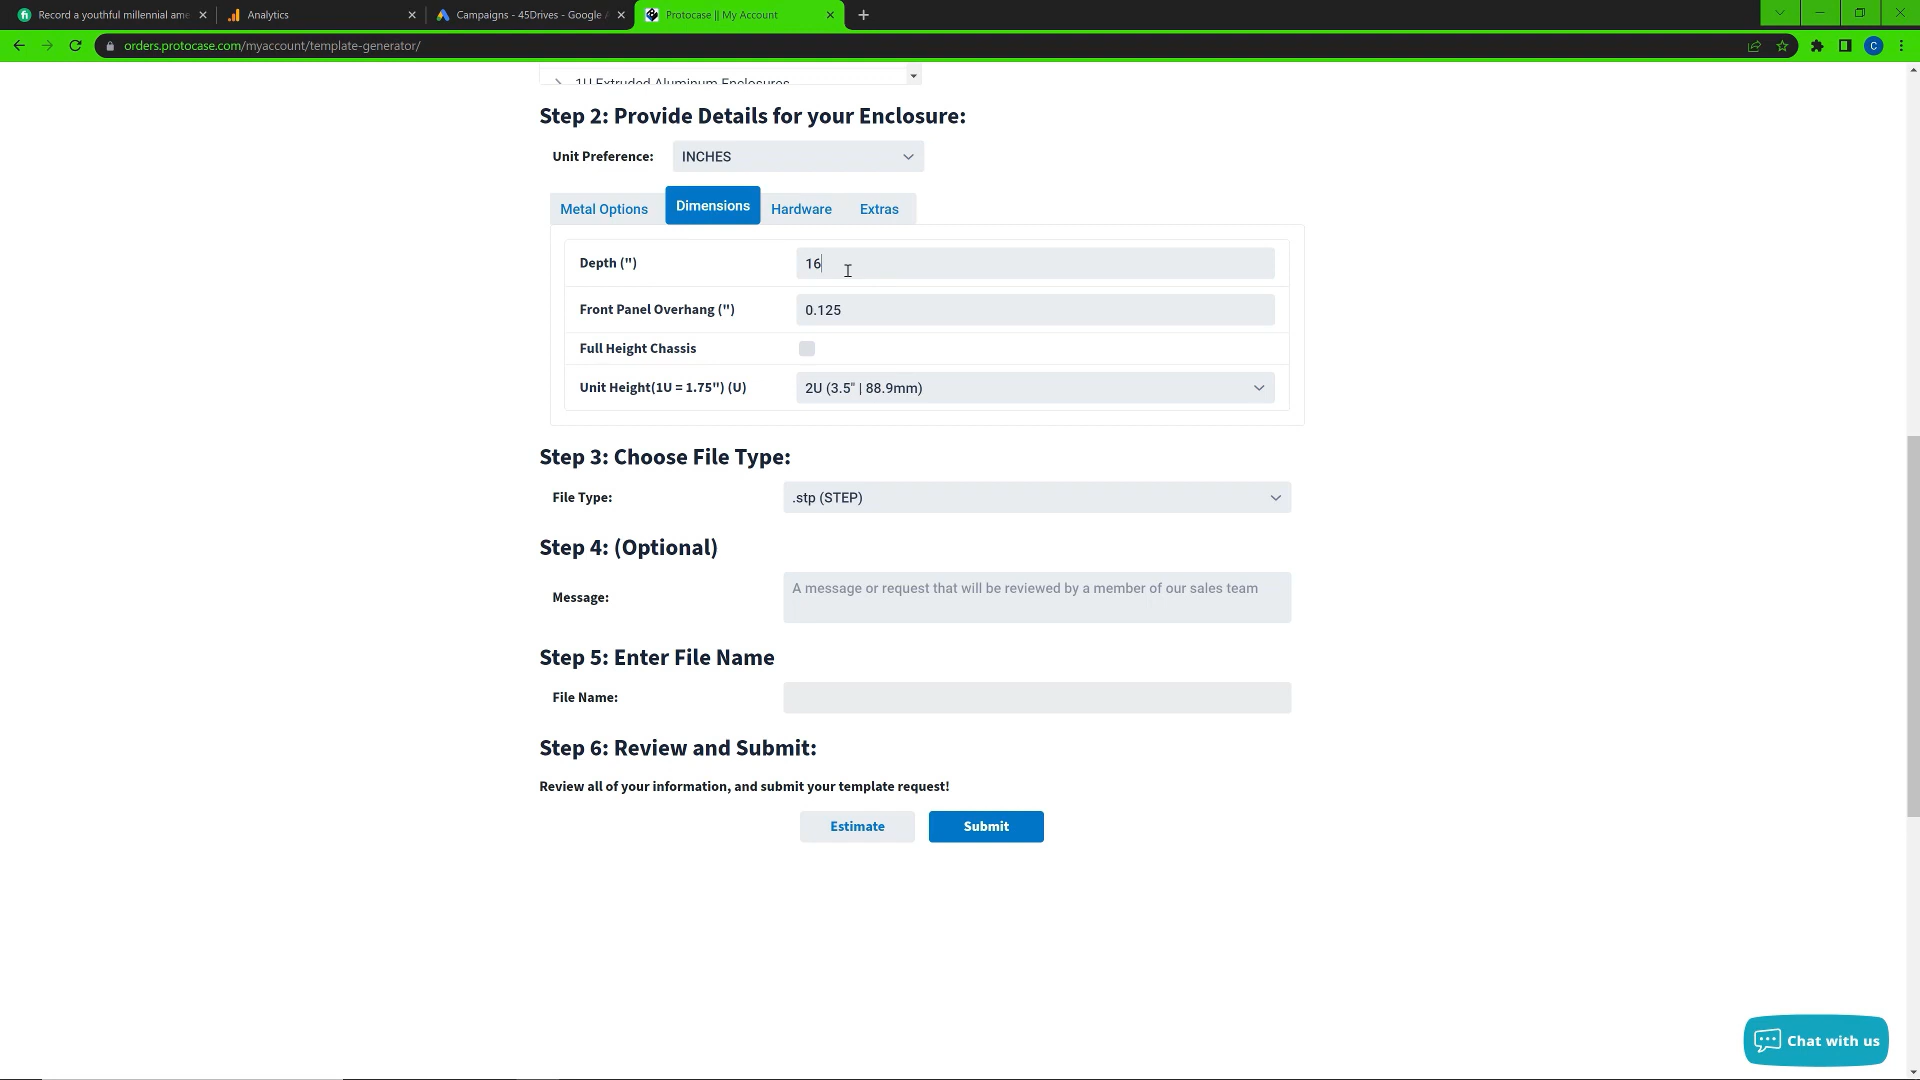 Record a youthful millennial ame
Analytics
Campaigns - 45Drives - Google A
Protocase || My Account
orders.protocase.com/myaccount/template-generator/
C
1U Extruded Aluminum Enclosures
Step 2: Provide Details for your Enclosure:
Unit Preference: INCHES
Metal Options Dimensions Hardware Extras
Depth (") 16
Front Panel Overhang (") 0.125
Full Height Chassis
Unit Height(1U = 1.75") (U) 2U (3.5" | 88.9mm)
Step 3: Choose File Type:
File Type: .stp (STEP)
Step 4: (Optional)
Message: A message or request that will be reviewed by a member of our sales team
Step 5: Enter File Name
File Name:
Step 6: Review and Submit:
Review all of your information, and submit your template request!
Estimate Submit
Chat with us